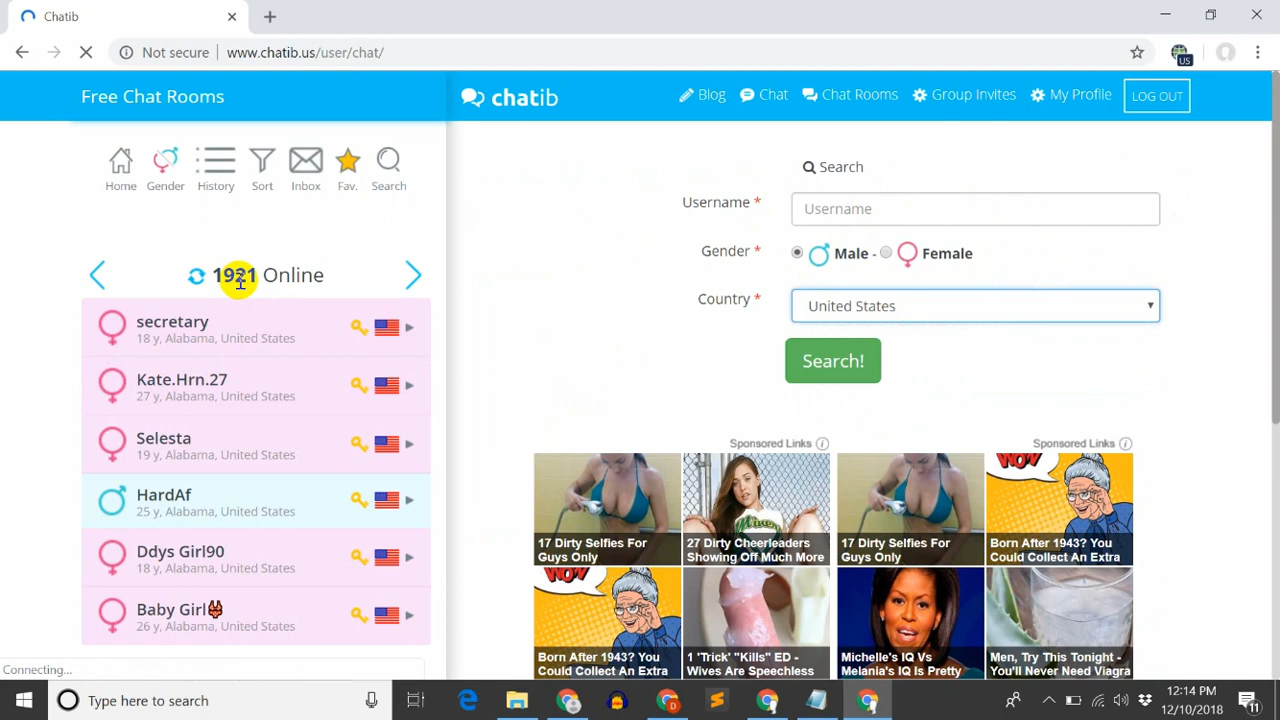 Chatib
Not secure
www.chatib.us/user/chat/
US
Free Chat Rooms
chatib
Blog
Chat
Chat Rooms
Group Invites
My Profile
LOG OUT
Home
Gender
History
Sort
Inbox
Fav.
Search
1921 Online
secretary
18 y, Alabama, United States
Kate.Hrn.27
27 y, Alabama, United States
Selesta
19 y, Alabama, United States
HardAf
25 y, Alabama, United States
Ddys Girl90
18 y, Alabama, United States
Baby Girl
26 y, Alabama, United States
Connecting...
Search
Username *
Username
Gender *
Male - Female
Country *
United States
Search!
Sponsored Links
Sponsored Links
17 Dirty Selfies For
Guys Only
27 Dirty Cheerleaders
Showing Off Much More
17 Dirty Selfies For
Guys Only
WOW
Born After 1943? You
Could Collect An Extra
WOW
Born After 1943? You
Could Collect An Extra
1 'Trick' "Kills" ED -
Wives Are Speechless
Michelle's IQ Vs
Melania's IQ Is Pretty
Men, Try This Tonight -
You'll Never Need Viagra
Type here to search
12:14 PM
12/10/2018
11